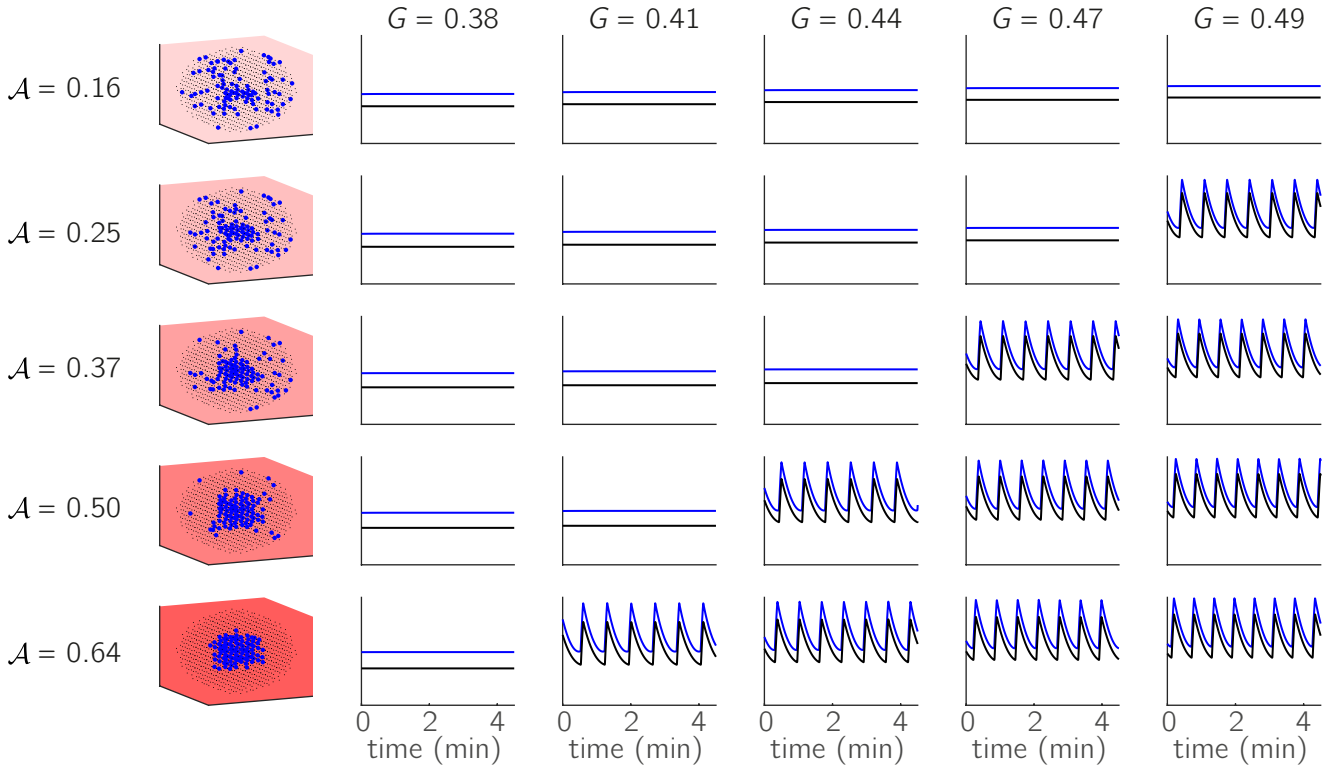 G = 0.38 G = 0.41 G = 0.44 G = 0.47 G = 0.49
𝒜 = 0.16
𝒜 = 0.25
𝒜 = 0.37
𝒜 = 0.50
𝒜 = 0.64
0 2 4 0 2 4 0 2 4 0 2 4 0 2 4
time (min) time (min) time (min) time (min) time (min)